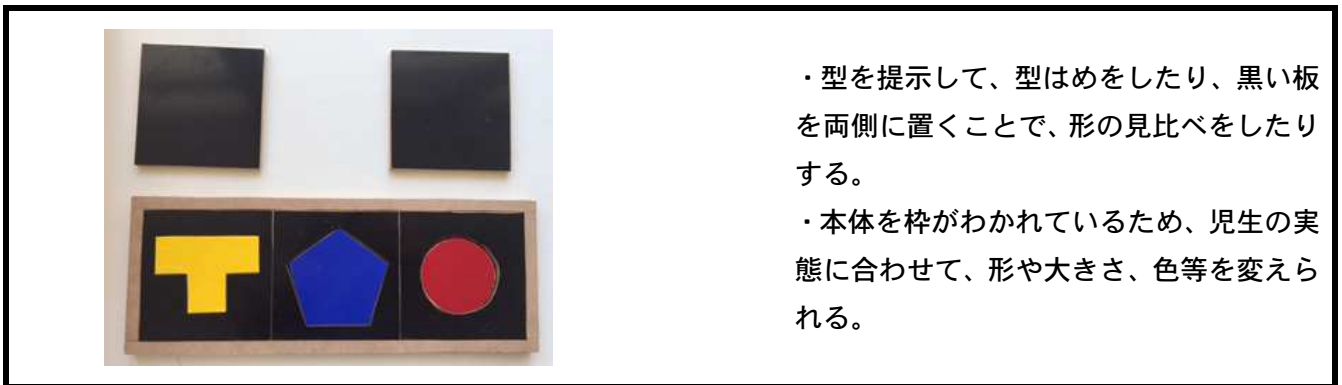 ・型を提示して、型はめをしたり、黒い板
を両側に置くことで、形の見比べをしたり
する。
・本体を枠がわかれているため、児生の実
態に合わせて、形や大きさ、色等を変えら
れる。